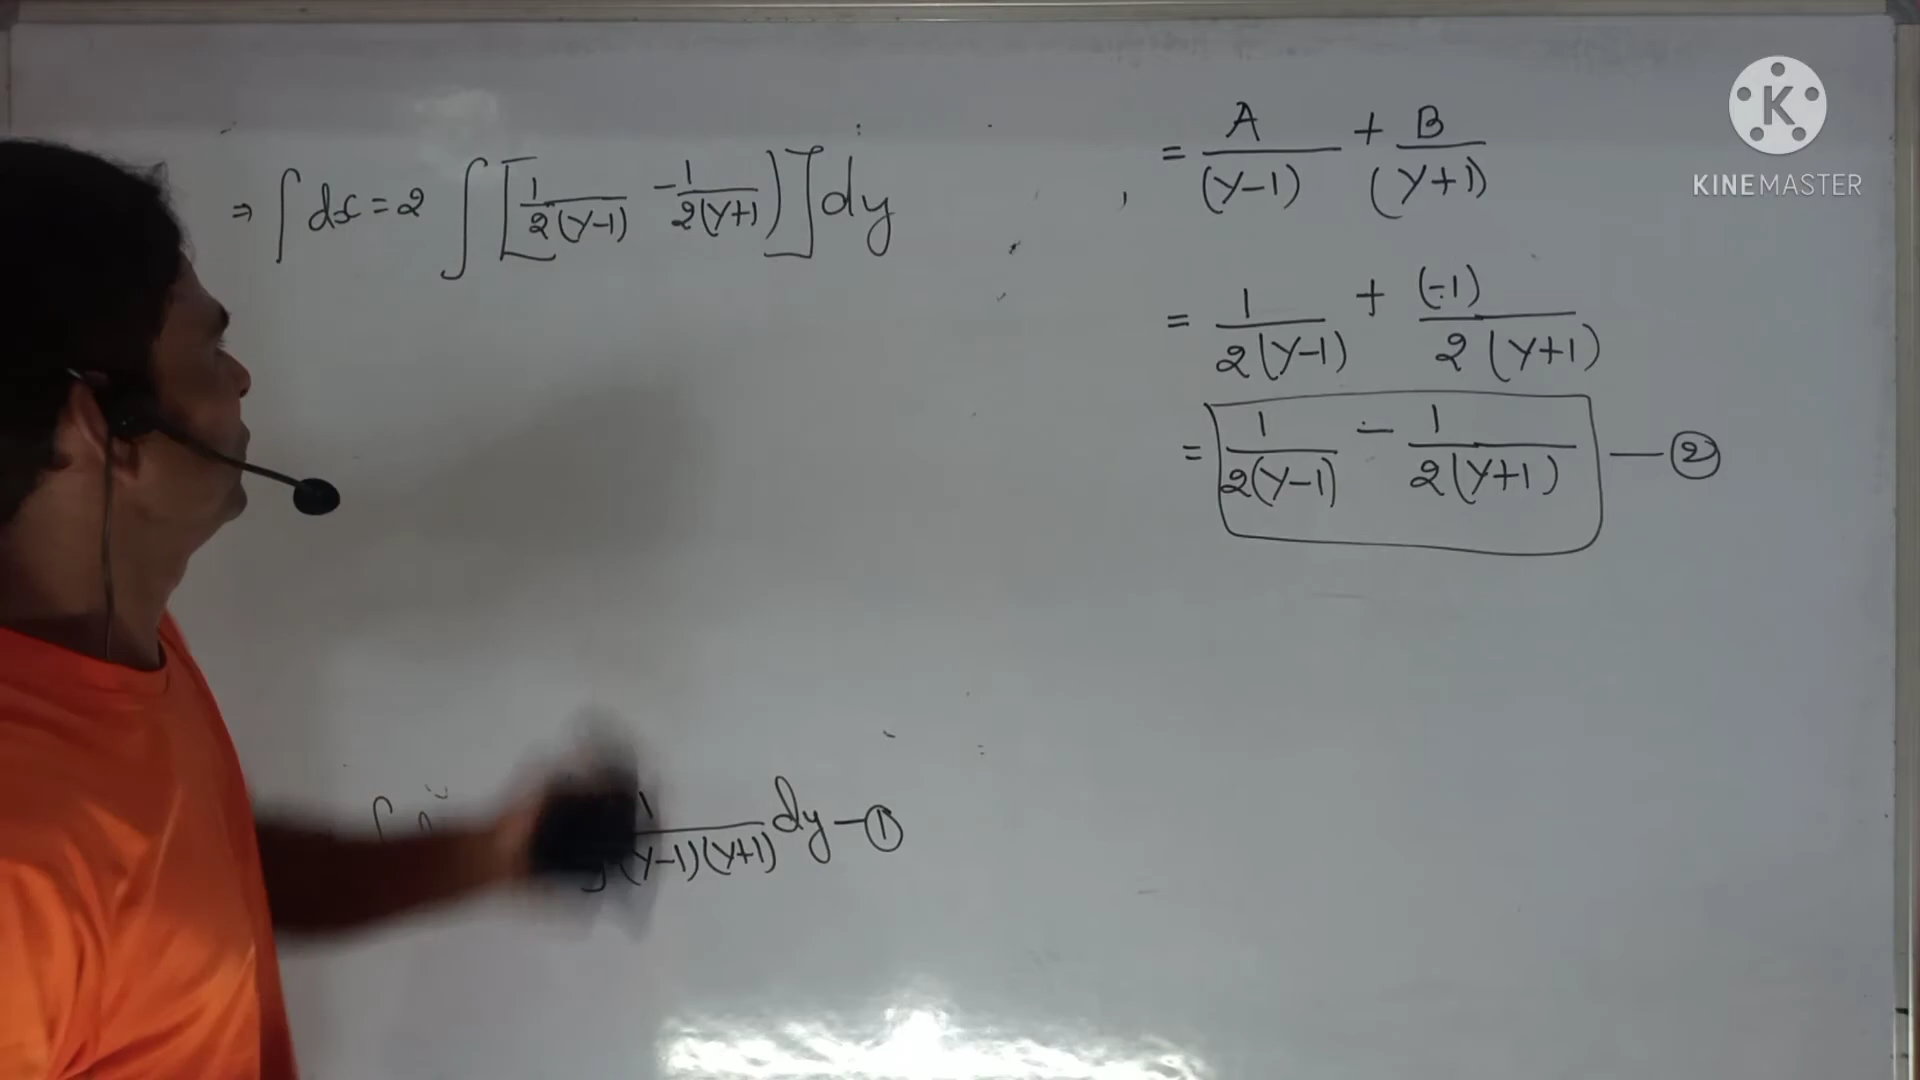 ⇒ ∫ dx = 2 ∫ [ 1/2(y-1) - 1/2(y+1) ) ] dy
1/(y-1)(y+1) dy - ①
= A/(y-1) + B/(y+1)
= 1/2(y-1) + (-1)/2(y+1)
= 1/2(y-1) - 1/2(y+1) — ②
K
KINEMASTER